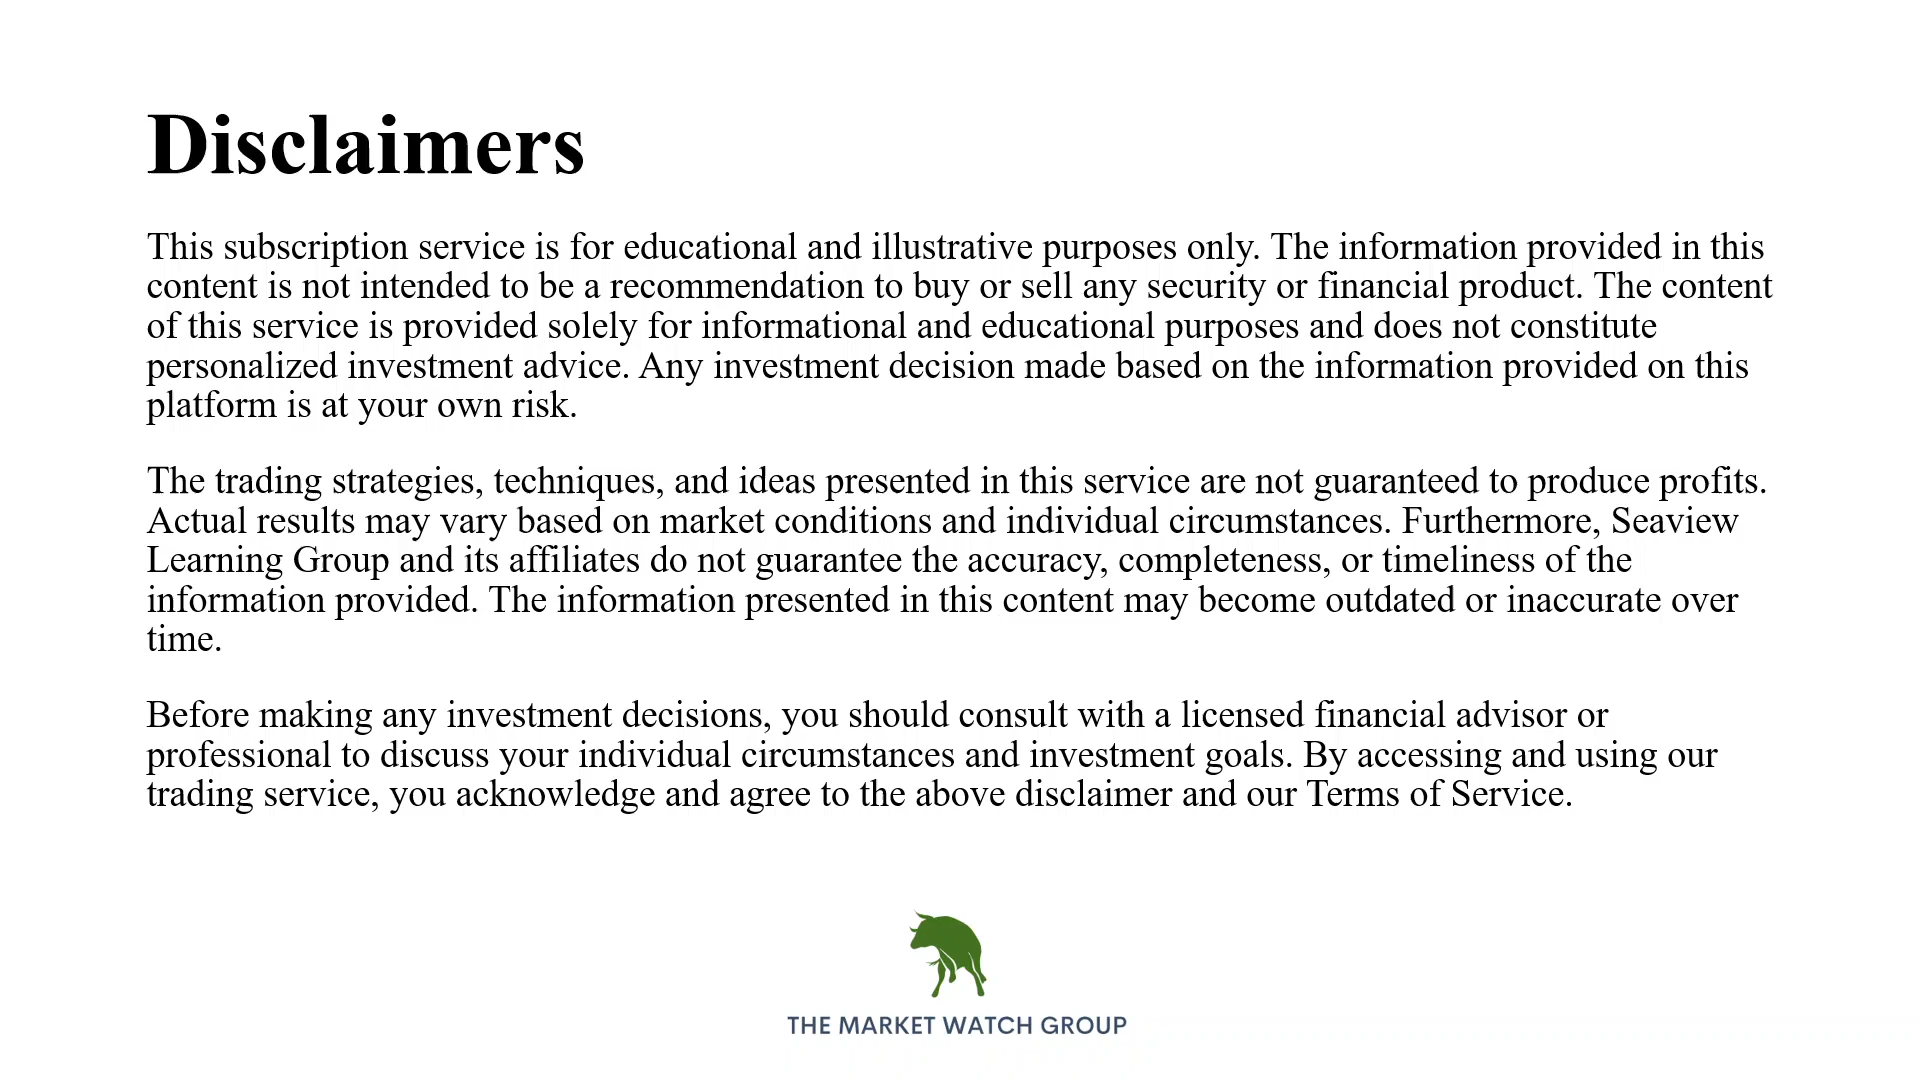 Disclaimers
This subscription service is for educational and illustrative purposes only. The information provided in this
content is not intended to be a recommendation to buy or sell any security or financial product. The content
of this service is provided solely for informational and educational purposes and does not constitute
personalized investment advice. Any investment decision made based on the information provided on this
platform is at your own risk.
The trading strategies, techniques, and ideas presented in this service are not guaranteed to produce profits.
Actual results may vary based on market conditions and individual circumstances. Furthermore, Seaview
Learning Group and its affiliates do not guarantee the accuracy, completeness, or timeliness of the
information provided. The information presented in this content may become outdated or inaccurate over
time.
Before making any investment decisions, you should consult with a licensed financial advisor or
professional to discuss your individual circumstances and investment goals. By accessing and using our
trading service, you acknowledge and agree to the above disclaimer and our Terms of Service.
THE MARKET WATCH GROUP